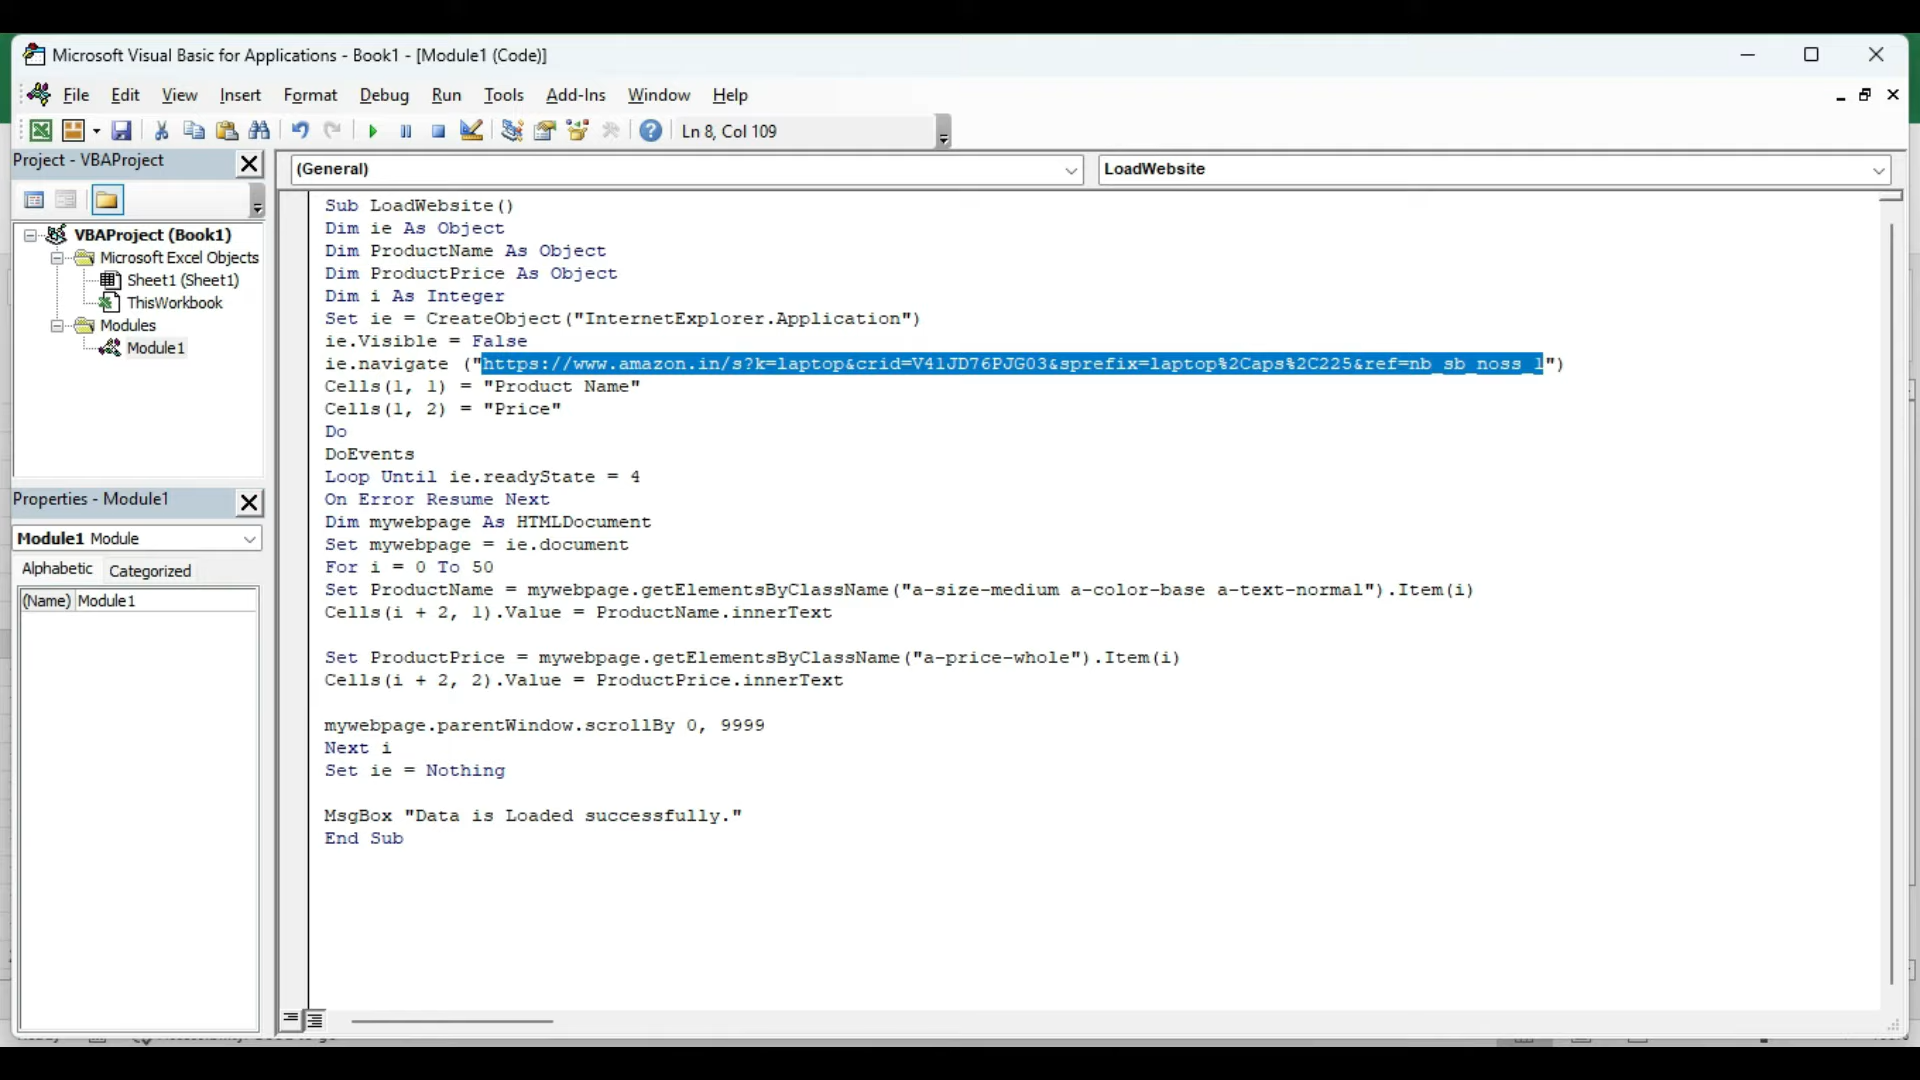 Microsoft Visual Basic for Applications - Book1 - [Module1 (Code)]
File Edit View Insert Format Debug Run Tools Add-Ins Window Help
Ln 8, Col 109
Project - VBAProject
(General)
LoadWebsite
VBAProject (Book1)
Microsoft Excel Objects
Sheet1 (Sheet1)
ThisWorkbook
Modules
Module1
Properties - Module1
Module1 Module
Alphabetic Categorized
(Name) Module1
Sub LoadWebsite()
Dim ie As Object
Dim ProductName As Object
Dim ProductPrice As Object
Dim i As Integer
Set ie = CreateObject("InternetExplorer.Application")
ie.Visible = False
ie.navigate ("https://www.amazon.in/s?k=laptop&crid=V4lJD76PJG03&sprefix=laptop%2Caps%2C225&ref=nb_sb_noss_1")
Cells(1, 1) = "Product Name"
Cells(1, 2) = "Price"
Do
DoEvents
Loop Until ie.readyState = 4
On Error Resume Next
Dim mywebpage As HTMLDocument
Set mywebpage = ie.document
For i = 0 To 50
Set ProductName = mywebpage.getElementsByClassName("a-size-medium a-color-base a-text-normal").Item(i)
Cells(i + 2, 1).Value = ProductName.innerText
Set ProductPrice = mywebpage.getElementsByClassName("a-price-whole").Item(i)
Cells(i + 2, 2).Value = ProductPrice.innerText
mywebpage.parentWindow.scrollBy 0, 9999
Next i
Set ie = Nothing
MsgBox "Data is Loaded successfully."
End Sub